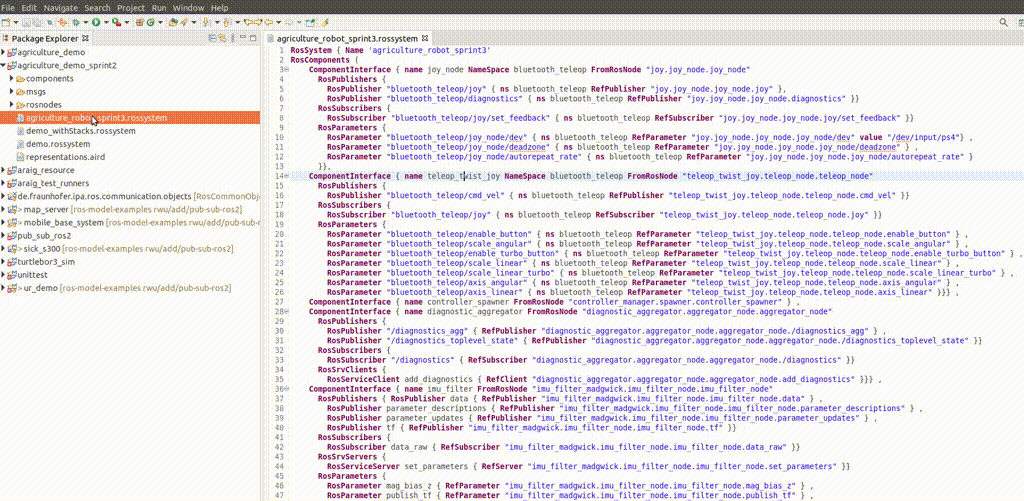 File Edit Navigate Search Project Run Window Help
Package Explorer
agriculture_demo
agriculture_demo_sprint2
components
msgs
rosnodes
agriculture_robot_sprint3.rossystem
demo_withStacks.rossystem
demo.rossystem
representations.aird
araig_resource
araig_test_runners
de.fraunhofer.ipa.ros.communication.objects [RosCommonObj
> map_server [ros-model-examples rwu/add/pub-sub-ros2]
> mobile_base_system [ros-model-examples rwu/add/pub-sub-ros2]
pub_sub_ros2
> sick_s300 [ros-model-examples rwu/add/pub-sub-ros2]
turtlebor3_sim
unittest
> ur_demo [ros-model-examples rwu/add/pub-sub-ros2]
agriculture_robot_sprint3.rossystem
1 RosSystem { Name 'agriculture_robot_sprint3'
2 RosComponents (
3 ComponentInterface { name joy_node NameSpace bluetooth_teleop FromRosNode "joy.joy_node.joy_node"
4 RosPublishers {
5 RosPublisher "bluetooth_teleop/joy" { ns bluetooth_teleop RefPublisher "joy.joy_node.joy_node.joy" },
6 RosPublisher "bluetooth_teleop/diagnostics" { ns bluetooth_teleop RefPublisher "joy.joy_node.joy_node.diagnostics" }}
7 RosSubscribers {
8 RosSubscriber "bluetooth_teleop/joy/set_feedback" { ns bluetooth_teleop RefSubscriber "joy.joy_node.joy_node.joy/set_feedback" }}
9 RosParameters {
10 RosParameter "bluetooth_teleop/joy_node/dev" { ns bluetooth_teleop RefParameter "joy.joy_node.joy_node.joy_node/dev" value "/dev/input/ps4"} ,
11 RosParameter "bluetooth_teleop/joy_node/deadzone" { ns bluetooth_teleop RefParameter "joy.joy_node.joy_node.joy_node/deadzone" } ,
12 RosParameter "bluetooth_teleop/joy_node/autorepeat_rate" { ns bluetooth_teleop RefParameter "joy.joy_node.joy_node.joy_node/autorepeat_rate" }
13 }},
14 ComponentInterface { name teleop_twist_joy NameSpace bluetooth_teleop FromRosNode "teleop_twist_joy.teleop_node.teleop_node"
15 RosPublishers {
16 RosPublisher "bluetooth_teleop/cmd_vel" { ns bluetooth_teleop RefPublisher "teleop_twist_joy.teleop_node.teleop_node.cmd_vel" }}
17 RosSubscribers {
18 RosSubscriber "bluetooth_teleop/joy" { ns bluetooth_teleop RefSubscriber "teleop_twist_joy.teleop_node.teleop_node.joy" }}
19 RosParameters {
20 RosParameter "bluetooth_teleop/enable_button" { ns bluetooth_teleop RefParameter "teleop_twist_joy.teleop_node.teleop_node.enable_button" } ,
21 RosParameter "bluetooth_teleop/scale_angular" { ns bluetooth_teleop RefParameter "teleop_twist_joy.teleop_node.teleop_node.scale_angular" } ,
22 RosParameter "bluetooth_teleop/enable_turbo_button" { ns bluetooth_teleop RefParameter "teleop_twist_joy.teleop_node.teleop_node.enable_turbo_button" } ,
23 RosParameter "bluetooth_teleop/scale_linear" { ns bluetooth_teleop RefParameter "teleop_twist_joy.teleop_node.teleop_node.scale_linear" } ,
24 RosParameter "bluetooth_teleop/scale_linear_turbo" { ns bluetooth_teleop RefParameter "teleop_twist_joy.teleop_node.teleop_node.scale_linear_turbo" } ,
25 RosParameter "bluetooth_teleop/axis_angular" { ns bluetooth_teleop RefParameter "teleop_twist_joy.teleop_node.teleop_node.axis_angular" } ,
26 RosParameter "bluetooth_teleop/axis_linear" { ns bluetooth_teleop RefParameter "teleop_twist_joy.teleop_node.teleop_node.axis_linear" }}} ,
27 ComponentInterface { name controller_spawner FromRosNode "controller_manager.spawner.controller_spawner" } ,
28 ComponentInterface { name diagnostic_aggregator FromRosNode "diagnostic_aggregator.aggregator_node.aggregator_node"
29 RosPublishers {
30 RosPublisher "/diagnostics_agg" { RefPublisher "diagnostic_aggregator.aggregator_node.aggregator_node./diagnostics_agg" } ,
31 RosPublisher "/diagnostics_toplevel_state" { RefPublisher "diagnostic_aggregator.aggregator_node.aggregator_node./diagnostics_toplevel_state" }}
32 RosSubscribers {
33 RosSubscriber "/diagnostics" { RefSubscriber "diagnostic_aggregator.aggregator_node.aggregator_node./diagnostics" }}
34 RosSrvClients {
35 RosServiceClient add_diagnostics { RefClient "diagnostic_aggregator.aggregator_node.aggregator_node.add_diagnostics" }}} ,
36 ComponentInterface { name imu_filter FromRosNode "imu_filter_madgwick.imu_filter_node.imu_filter_node"
37 RosPublishers { RosPublisher data { RefPublisher "imu_filter_madgwick.imu_filter_node.imu_filter_node.data" } ,
38 RosPublisher parameter_descriptions { RefPublisher "imu_filter_madgwick.imu_filter_node.imu_filter_node.parameter_descriptions" } ,
39 RosPublisher parameter_updates { RefPublisher "imu_filter_madgwick.imu_filter_node.imu_filter_node.parameter_updates" } ,
40 RosPublisher tf { RefPublisher "imu_filter_madgwick.imu_filter_node.imu_filter_node.tf" }}
41 RosSubscribers {
42 RosSubscriber data_raw { RefSubscriber "imu_filter_madgwick.imu_filter_node.imu_filter_node.data_raw" }}
43 RosSrvServers {
44 RosServiceServer set_parameters { RefServer "imu_filter_madgwick.imu_filter_node.imu_filter_node.set_parameters" }}
45 RosParameters {
46 RosParameter mag_bias_z { RefParameter "imu_filter_madgwick.imu_filter_node.imu_filter_node.mag_bias_z" } ,
47 RosParameter publish_tf { RefParameter "imu_filter_madgwick.imu_filter_node.imu_filter_node.publish_tf" } ,